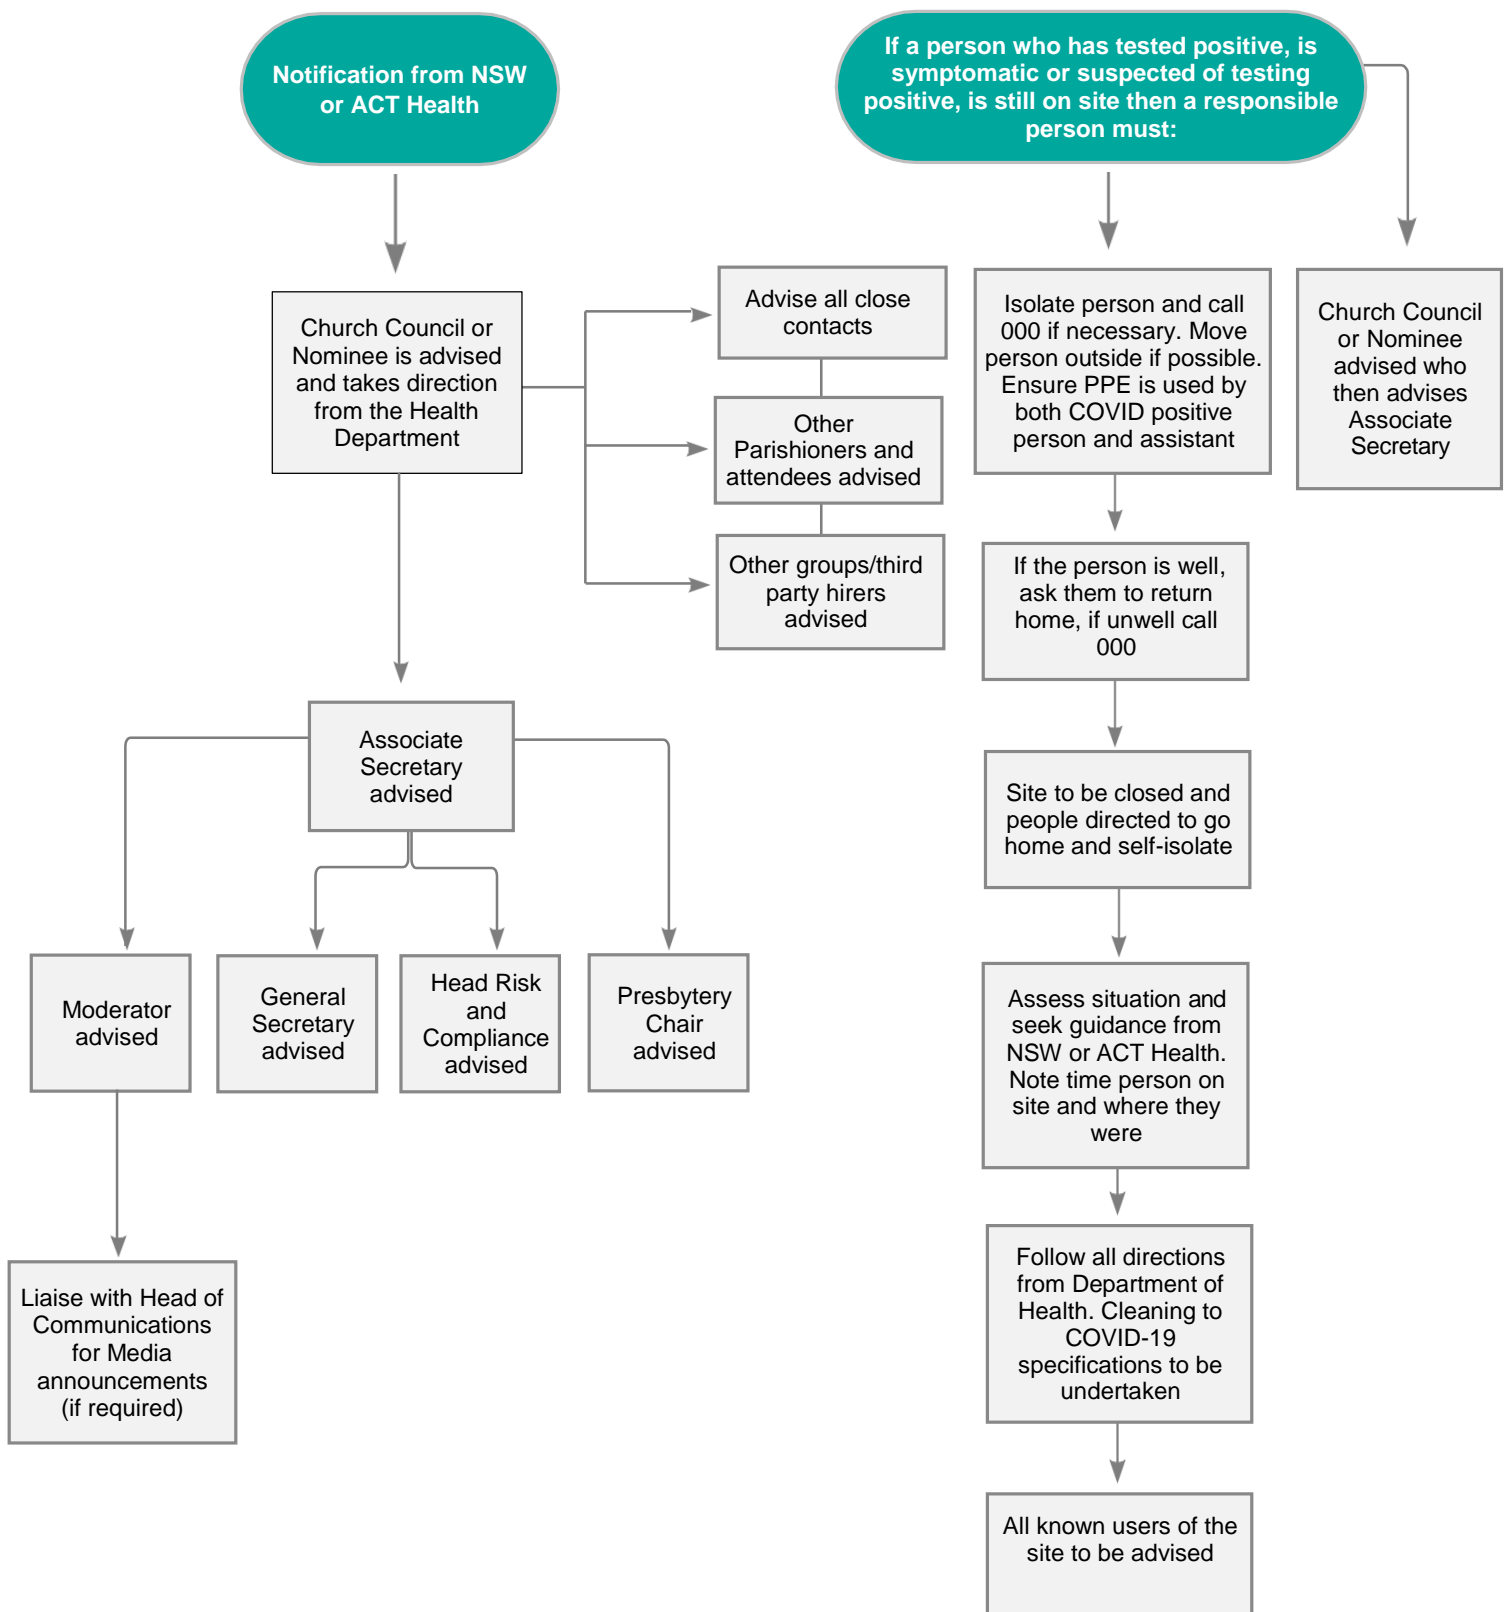 Notification from NSW
or ACT Health
If a person who has tested positive, is
symptomatic or suspected of testing
positive, is still on site then a responsible
person must:
Church Council or
Nominee is advised
and takes direction
from the Health
Department
Advise all close
contacts
Other
Parishioners and
attendees advised
Other groups/third
party hirers
advised
Isolate person and call
000 if necessary. Move
person outside if possible.
Ensure PPE is used by
both COVID positive
person and assistant
Church Council
or Nominee
advised who
then advises
Associate
Secretary
If the person is well,
ask them to return
home, if unwell call
000
Associate
Secretary
advised
Site to be closed and
people directed to go
home and self-isolate
Moderator
advised
General
Secretary
advised
Head Risk
and
Compliance
advised
Presbytery
Chair
advised
Assess situation and
seek guidance from
NSW or ACT Health.
Note time person on
site and where they
were
Liaise with Head of
Communications
for Media
announcements
(if required)
Follow all directions
from Department of
Health. Cleaning to
COVID-19
specifications to be
undertaken
All known users of the
site to be advised